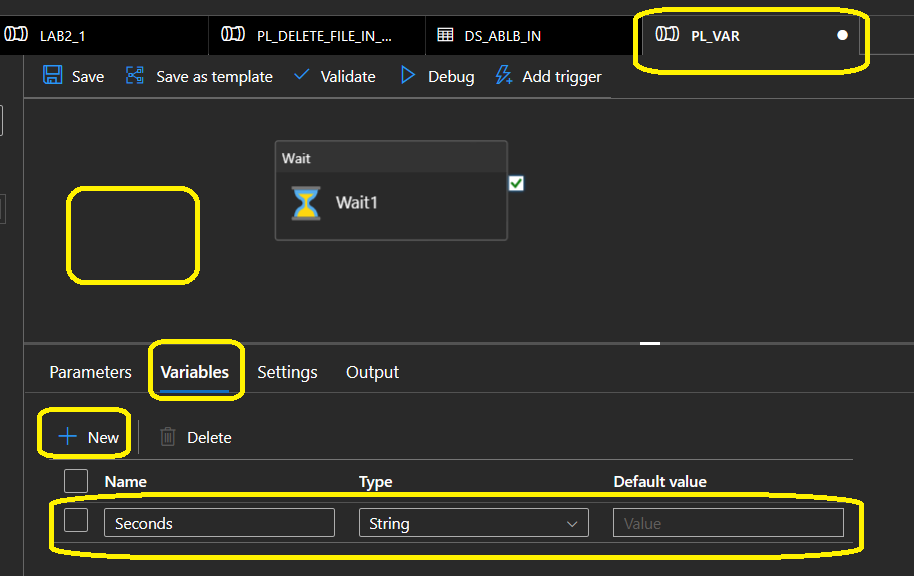 LAB2_1 PL_DELETE_FILE_IN_... DS_ABLB_IN PL_VAR
Save Save as template Validate Debug Add trigger
Wait
Wait1
Parameters Variables Settings Output
New Delete
Name Type Default value
Seconds String Value